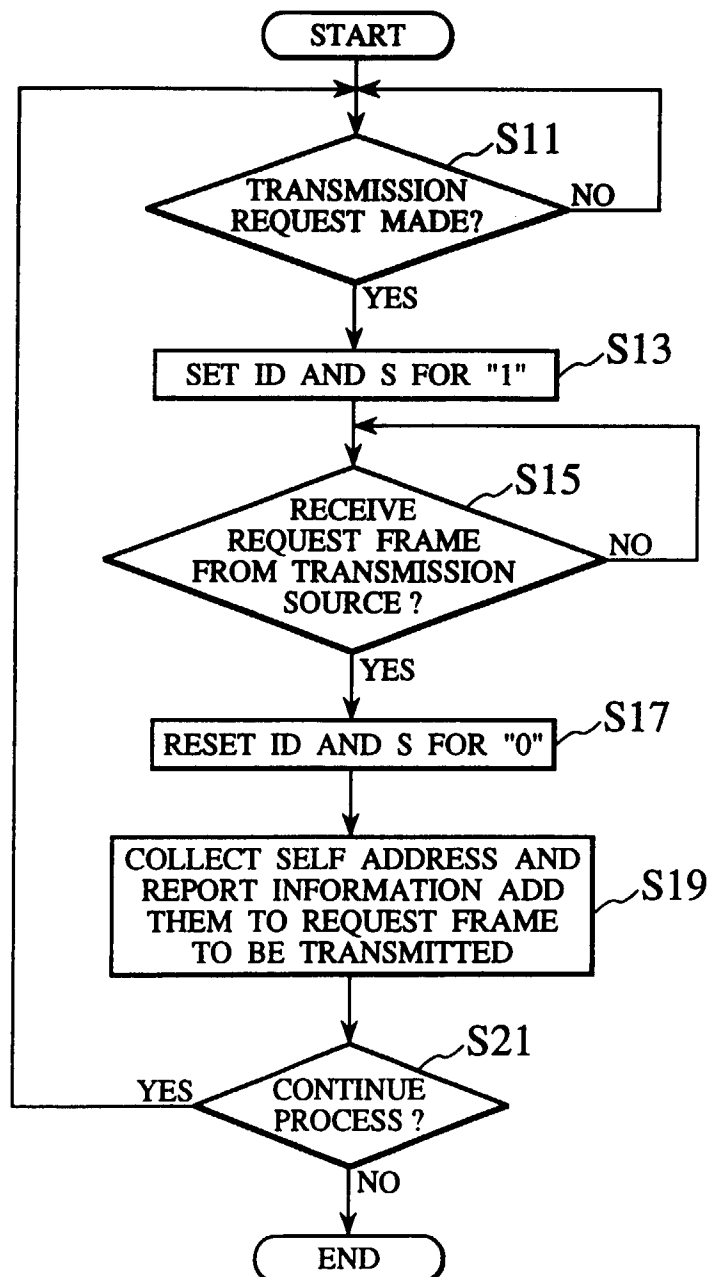 START
S11
TRANSMISSION
REQUEST MADE?
NO
YES
S13
SET ID AND S FOR "1"
S15
RECEIVE
REQUEST FRAME
FROM TRANSMISSION
SOURCE ?
NO
YES
S17
RESET ID AND S FOR "0"
COLLECT SELF ADDRESS AND
REPORT INFORMATION ADD
THEM TO REQUEST FRAME
TO BE TRANSMITTED
S19
S21
YES
CONTINUE
PROCESS ?
NO
END